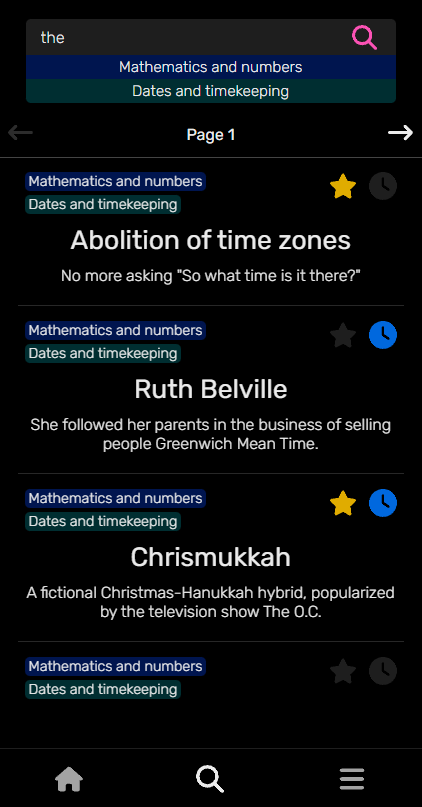 the
Mathematics and numbers
Dates and timekeeping
Page 1
Mathematics and numbers
Dates and timekeeping
Abolition of time zones
No more asking "So what time is it there?"
Mathematics and numbers
Dates and timekeeping
Ruth Belville
She followed her parents in the business of selling
people Greenwich Mean Time.
Mathematics and numbers
Dates and timekeeping
Chrismukkah
A fictional Christmas-Hanukkah hybrid, popularized
by the television show The O.C.
Mathematics and numbers
Dates and timekeeping